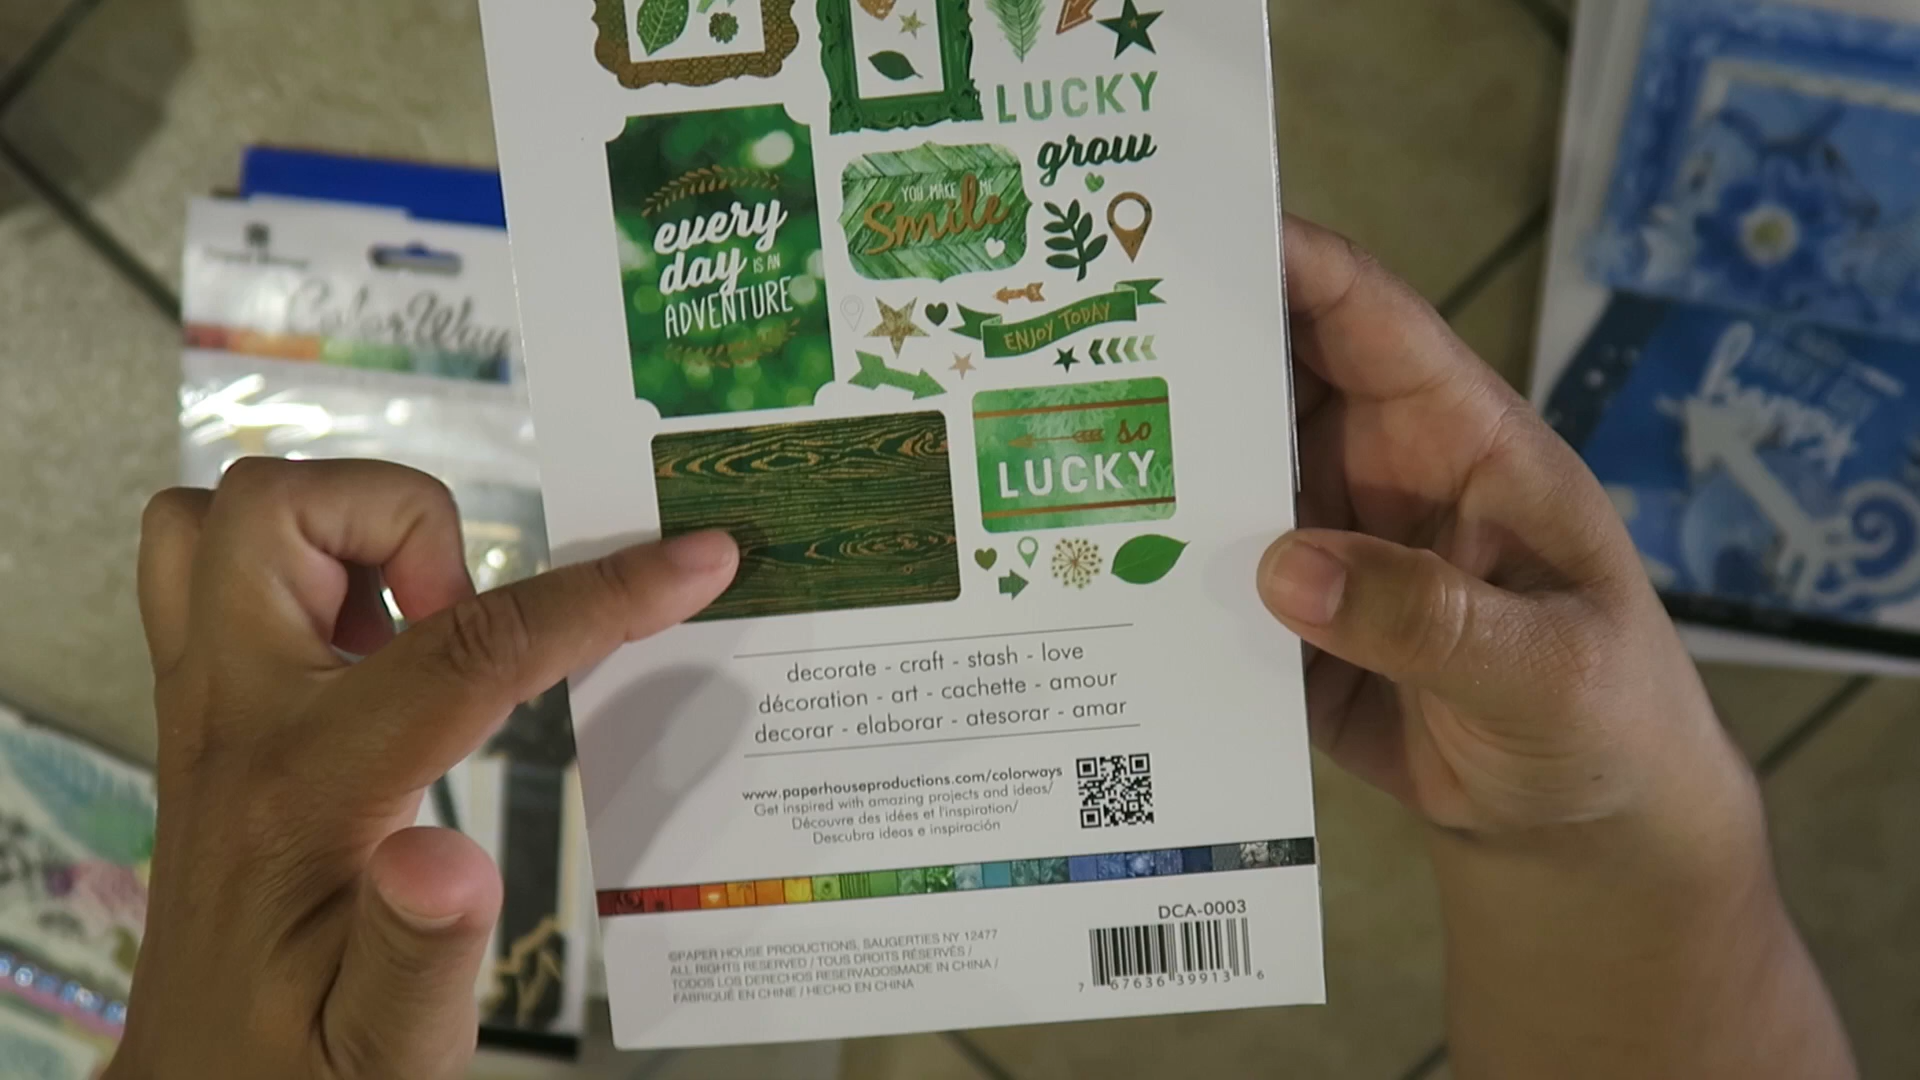 LUCKY
grow
every
day IS AN
ADVENTURE
YOU MAKE ME
Smile
ENJOY TODAY
so
LUCKY
ColorWay
happy
decorate - craft - stash - love
décoration - art - cachette - amour
decorar - elaborar - atesorar - amar
www.paperhouseproductions.com/colorways
Get inspired with amazing projects and ideas/
Découvre des idées et l'inspiration/
Descubra ideas e inspiración
DCA-0003
©PAPER HOUSE PRODUCTIONS, SAUGERTIES NY 12477
ALL RIGHTS RESERVED / TOUS DROITS RÉSERVÉS /
TODOS LOS DERECHOS RESERVADOSMADE IN CHINA /
FABRIQUÉ EN CHINE / HECHO EN CHINA
7 67636 39913 6